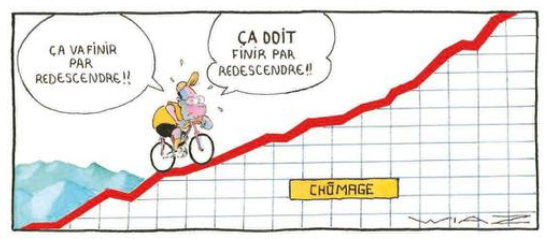 ÇA VA FINIR
PAR
REDESCENDRE!!
ÇA DOIT
FINIR PAR
REDESCENDRE!!
CHÔMAGE
WIAZ